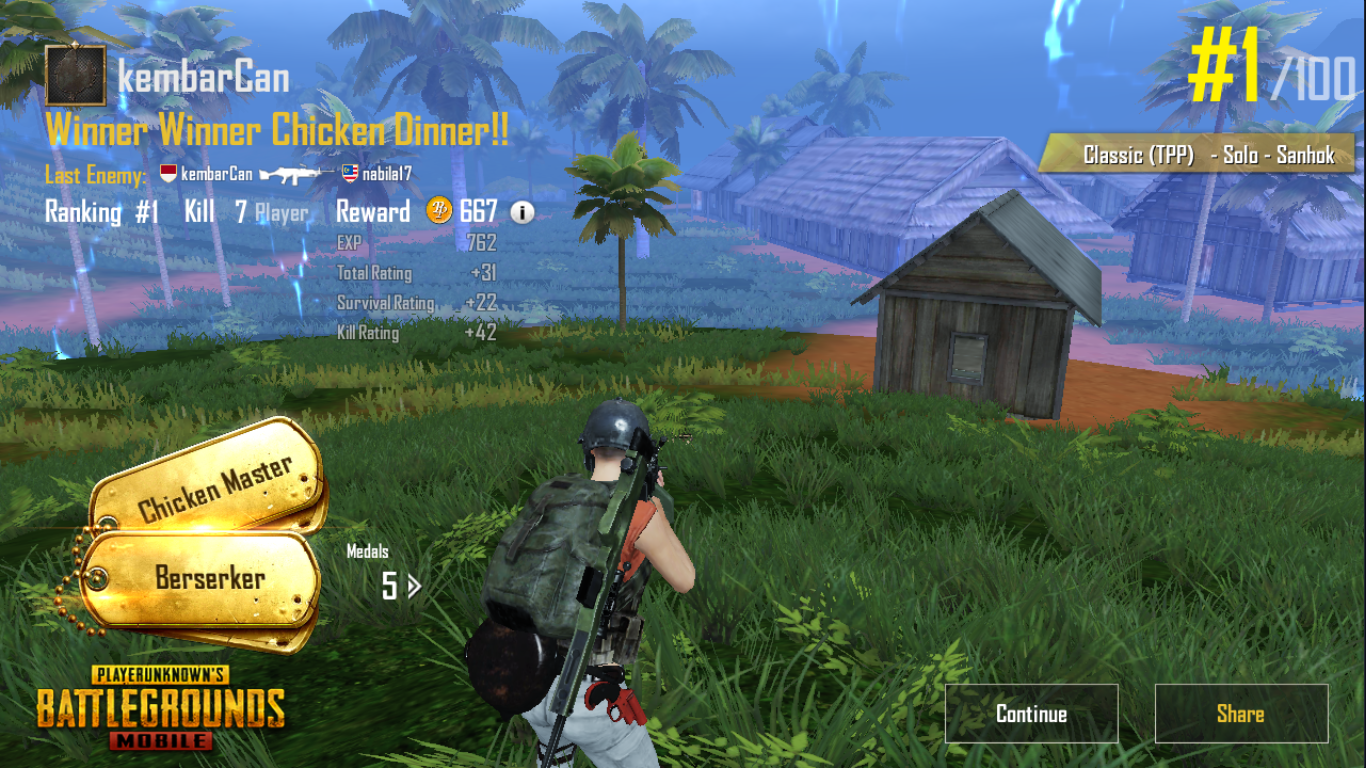 kembarCan
#1/100
Winner Winner Chicken Dinner!!
Classic (TPP) - Solo - Sanhok
Last Enemy: kembarCan nabila17
Ranking #1 Kill 7 Player Reward 667
EXP 762
Total Rating +31
Survival Rating +22
Kill Rating +42
Chicken Master
Berserker
Medals
5
PLAYERUNKNOWN'S
BATTLEGROUNDS
MOBILE
Continue
Share